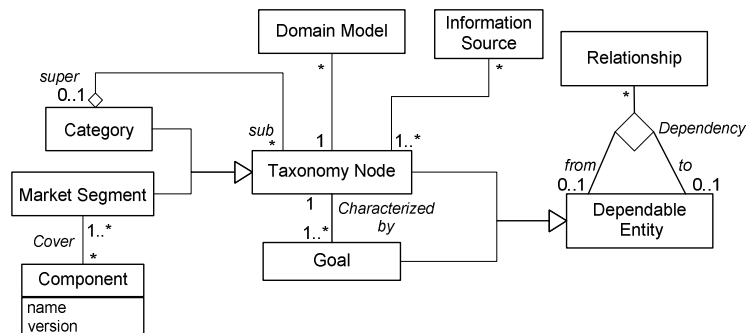 Domain Model
Information
Source
Relationship
super
0..1
*
*
*
Category
sub
*
1
1..*
Dependency
Taxonomy Node
from
to
0..1
0..1
Market Segment
1
Characterized
by
Dependable
Entity
1..*
Cover
1..*
*
Goal
Component
name
version